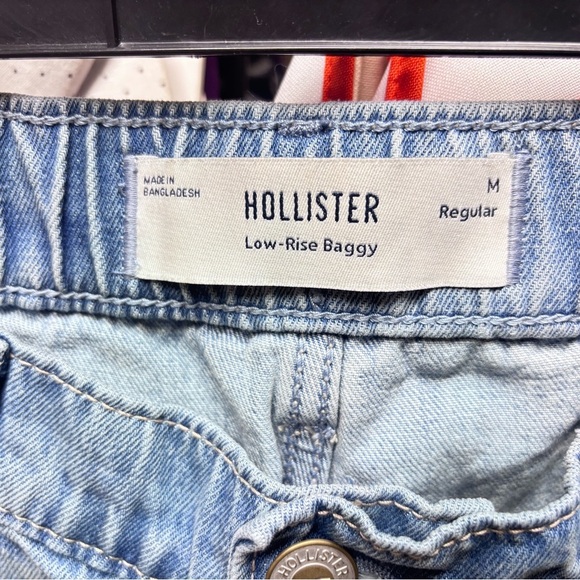 MADE IN
BANGLADESH
HOLLISTER
Low-Rise Baggy
M
Regular
HOLLISTER